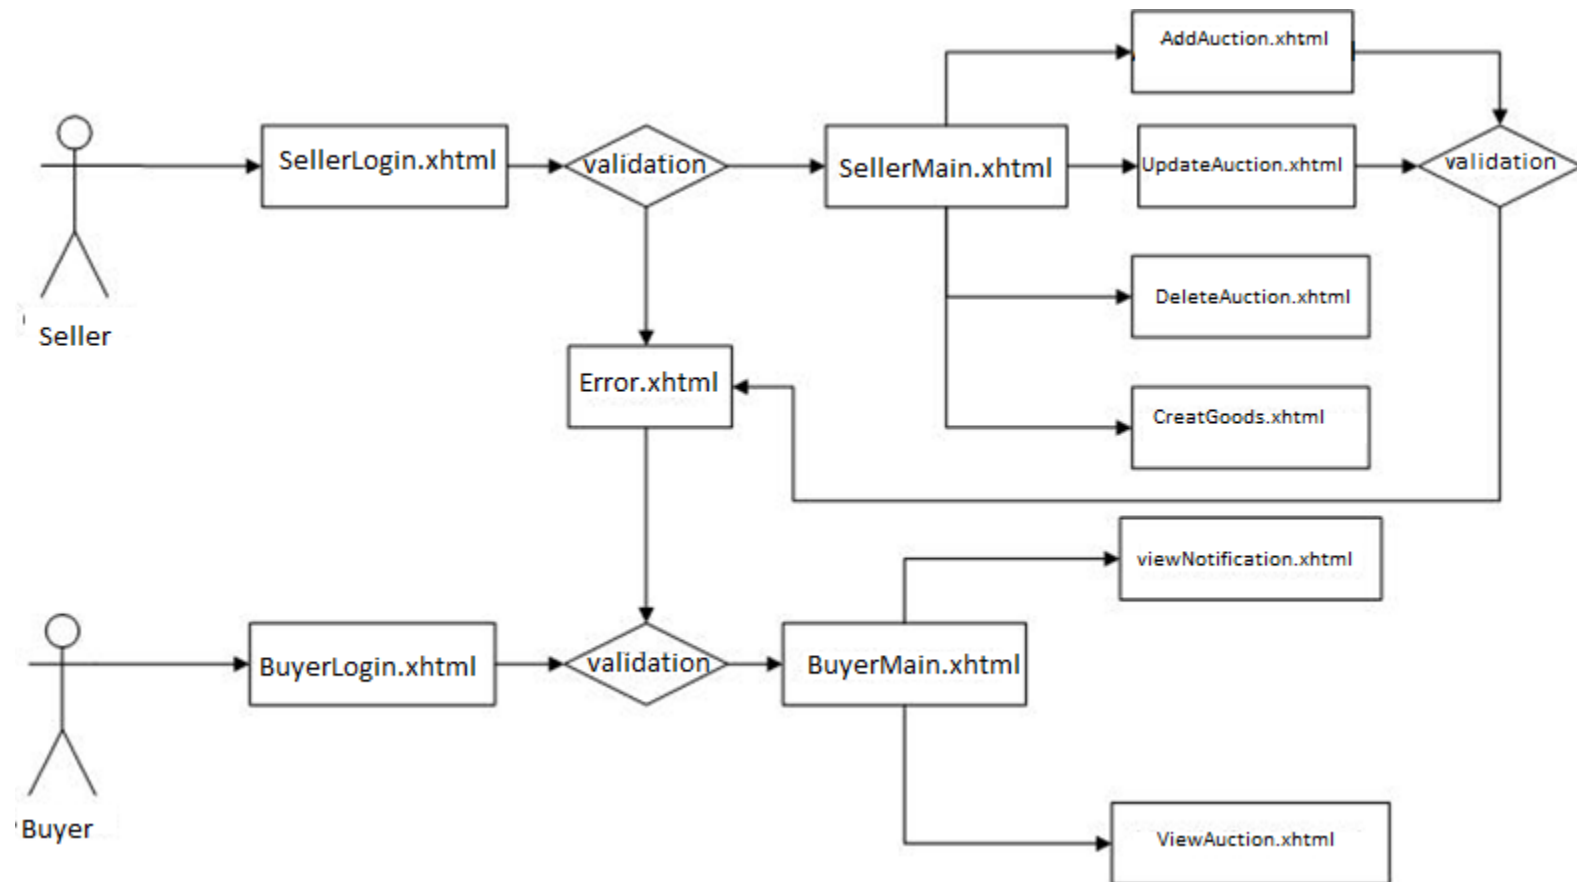 AddAuction.xhtml
SellerLogin.xhtml
validation
SellerMain.xhtml
UpdateAuction.xhtml
validation
DeleteAuction.xhtml
Seller
Error.xhtml
CreatGoods.xhtml
viewNotification.xhtml
BuyerLogin.xhtml
validation
BuyerMain.xhtml
Buyer
ViewAuction.xhtml